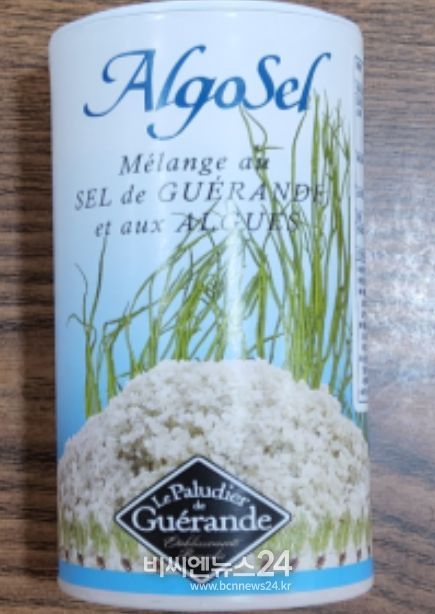 AlgoSel
Mélange au
SEL de GUÉRANDE
et aux ALGUES
Le Paludier
de
Guérande
비씨엔뉴스24
www.bcnnews24.kr